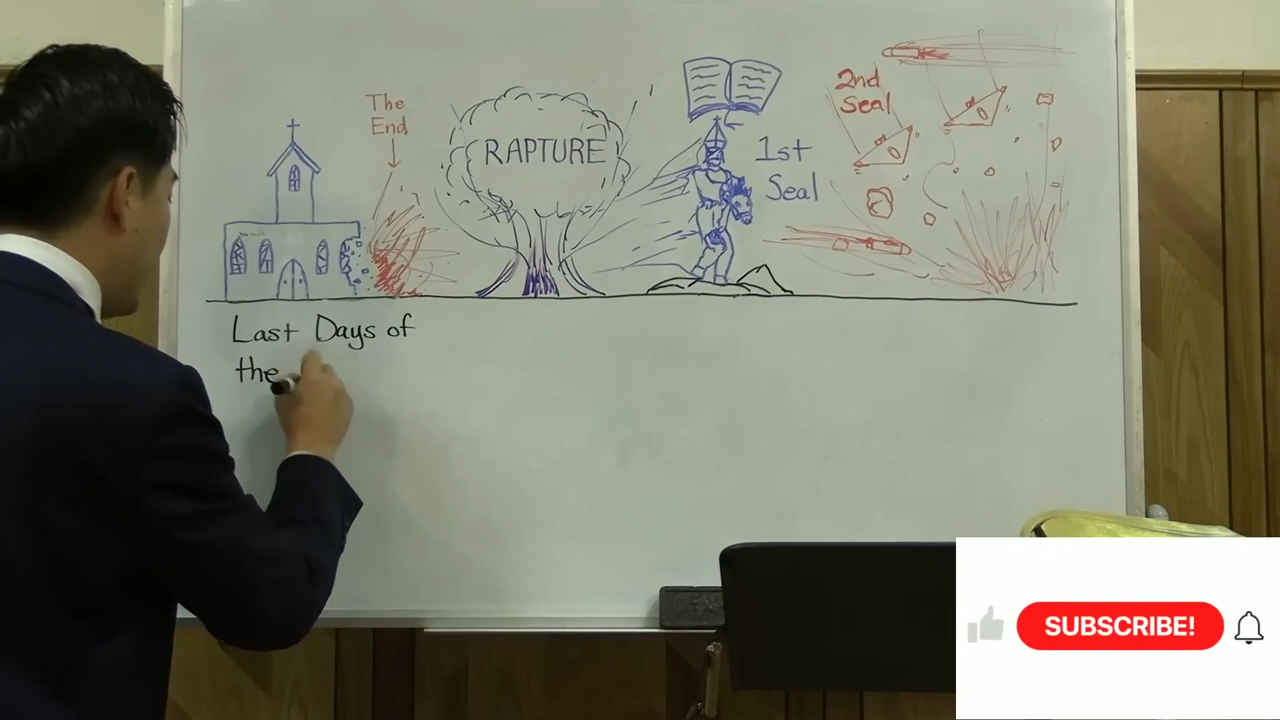 The
End
RAPTURE
1st
Seal
2nd
Seal
Last Days of
the
SUBSCRIBE!